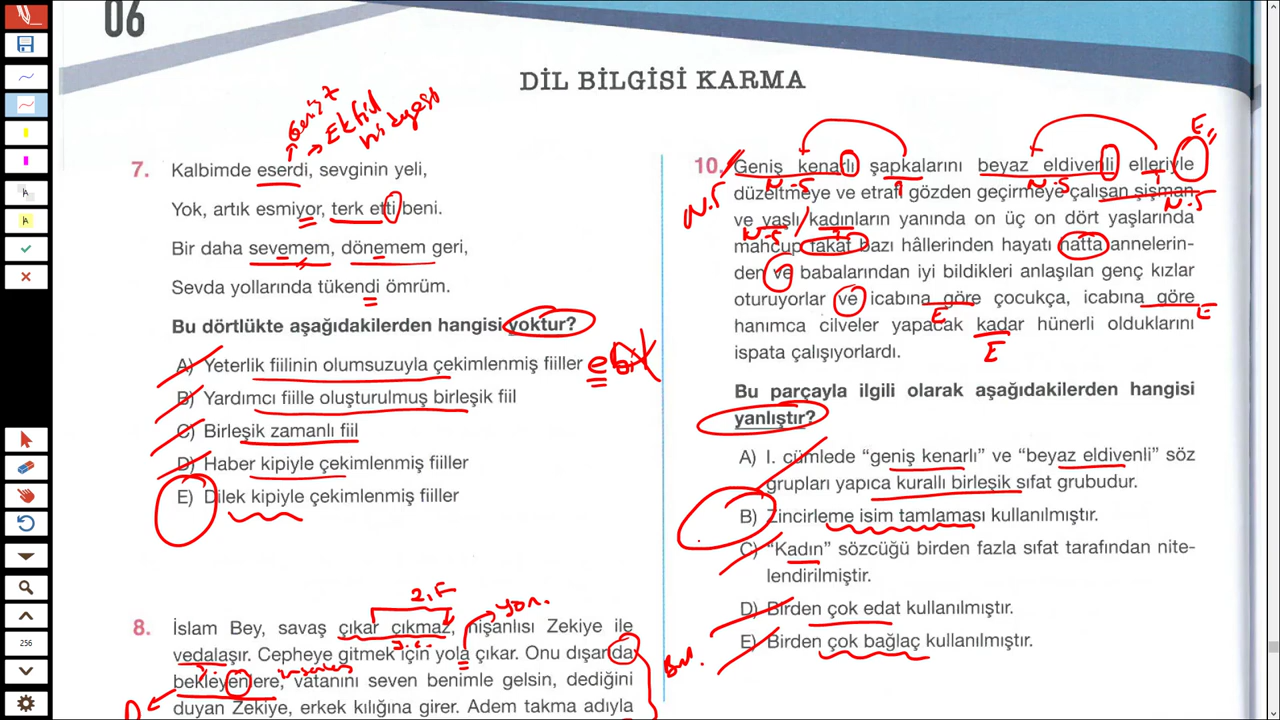 06
DİL BİLGİSİ KARMA
Geniş Z
Ek fiil
hikayesi
7. Kalbimde eserdi, sevginin yeli,
Yok, artık esmiyor, terk etti beni.
Bir daha sevemem, dönemem geri,
Sevda yollarında tükendi ömrüm.
Bu dörtlükte aşağıdakilerden hangisi yoktur?
A) Yeterlik fiilinin olumsuzuyla çekimlenmiş fiiller
B) Yardımcı fiille oluşturulmuş birleşik fiil
C) Birleşik zamanlı fiil
D) Haber kipiyle çekimlenmiş fiiller
E) Dilek kipiyle çekimlenmiş fiiller
2.F
yön.
8. İslam Bey, savaş çıkar çıkmaz, nişanlısı Zekiye ile
vedalaşır. Cepheye gitmek için yola çıkar. Onu dışarıda
bekleyenlere, vatanını seven benimle gelsin, dediğini
duyan Zekiye, erkek kılığına girer. Adem takma adıyla
10. Geniş kenarlı şapkalarını beyaz eldivenli elleriyle
E
N.S
N.S
düzeltmeye ve etrafı gözden geçirmeye çalışan şişman
N.S
N.S
ve yaşlı kadınların yanında on üç on dört yaşlarında
N.S
mahcup fakat bazı hâllerinden hayatı hatta annelerin-
den ve babalarından iyi bildikleri anlaşılan genç kızlar
oturuyorlar ve icabına göre çocukça, icabına göre
E
E
hanımca cilveler yapacak kadar hünerli olduklarını
E
ispata çalışıyorlardı.
Bu parçayla ilgili olarak aşağıdakilerden hangisi
yanlıştır?
A) I. cümlede “geniş kenarlı” ve “beyaz eldivenli” söz
grupları yapıca kurallı birleşik sıfat grubudur.
B) Zincirleme isim tamlaması kullanılmıştır.
C) “Kadın” sözcüğü birden fazla sıfat tarafından nite-
lendirilmiştir.
D) Birden çok edat kullanılmıştır.
E) Birden çok bağlaç kullanılmıştır.
256